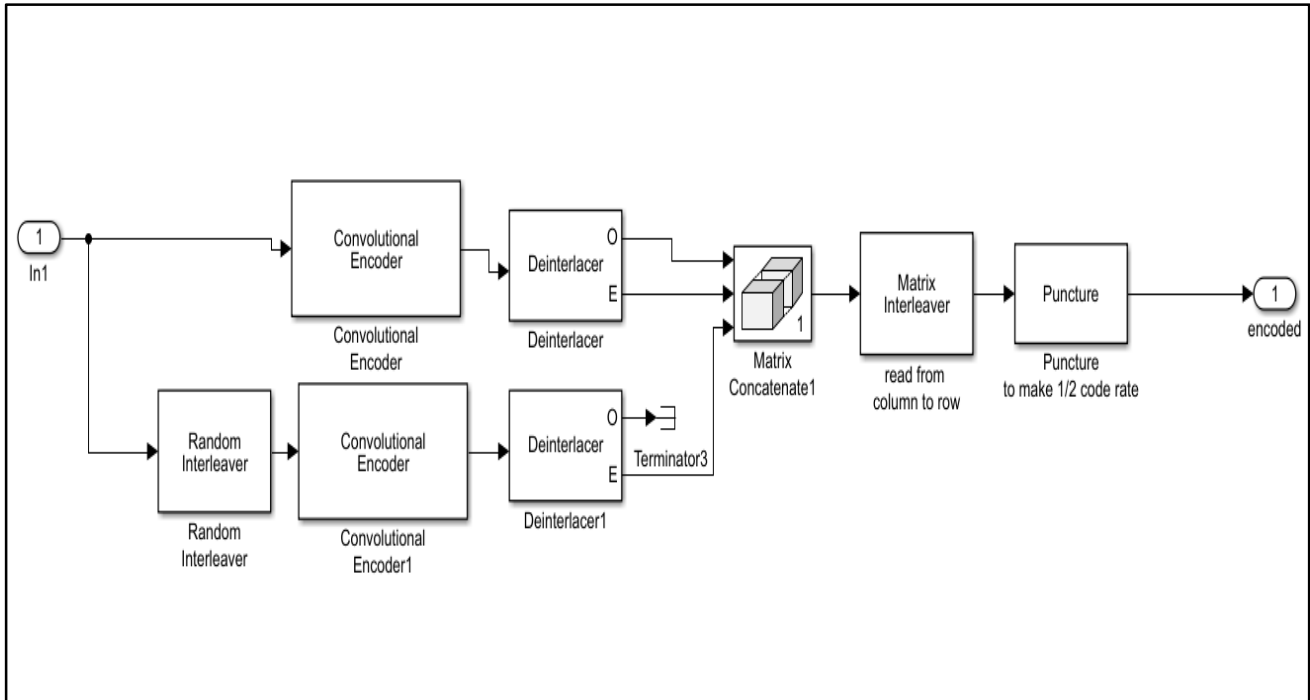 1
In1
Convolutional
Encoder
Convolutional
Encoder
Deinterlacer
O
E
Deinterlacer
1
Matrix
Concatenate1
Matrix
Interleaver
read from
column to row
Puncture
Puncture
to make 1/2 code rate
1
encoded
Random
Interleaver
Random
Interleaver
Convolutional
Encoder
Convolutional
Encoder1
Deinterlacer
O
E
Deinterlacer1
Terminator3